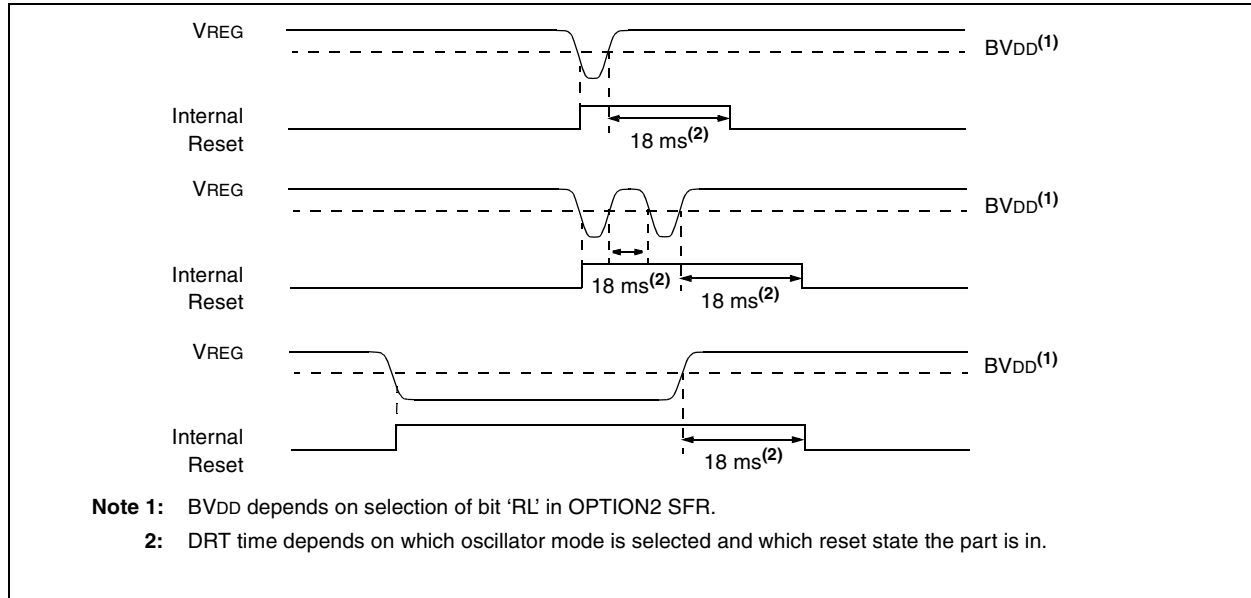 VREG
BVDD(1)
Internal
Reset
18 ms(2)
VREG
BVDD(1)
Internal
Reset
18 ms(2)
18 ms(2)
VREG
BVDD(1)
Internal
Reset
18 ms(2)
Note 1: BVDD depends on selection of bit ‘RL’ in OPTION2 SFR.
2: DRT time depends on which oscillator mode is selected and which reset state the part is in.